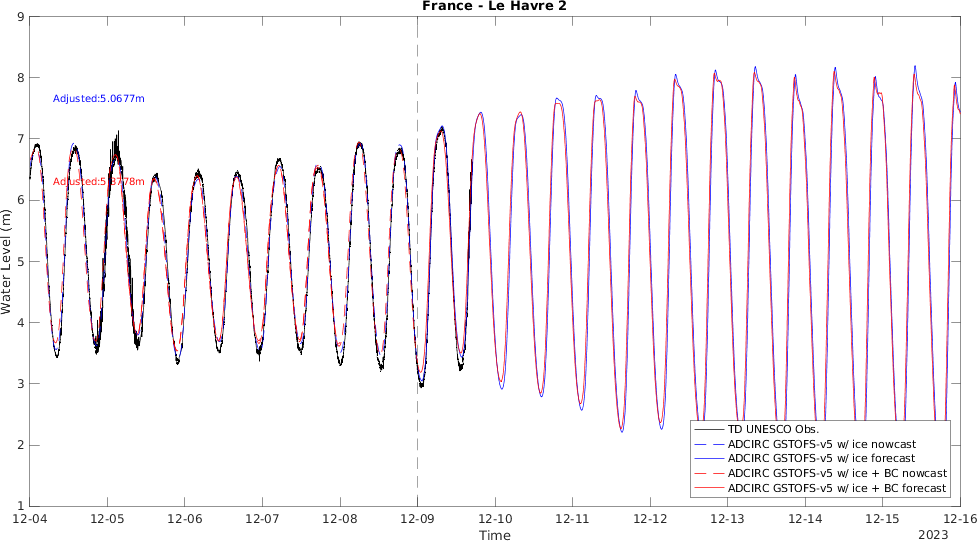 France - Le Havre 2
9
8
7
6
5
4
3
2
1
Water Level (m)
Adjusted:5.0677m
Adjusted:5.3778m
TD UNESCO Obs.
ADCIRC GSTOFS-v5 w/ ice nowcast
ADCIRC GSTOFS-v5 w/ ice forecast
ADCIRC GSTOFS-v5 w/ ice + BC nowcast
ADCIRC GSTOFS-v5 w/ ice + BC forecast
12-04 12-05 12-06 12-07 12-08 12-09 12-10 12-11 12-12 12-13 12-14 12-15 12-16
Time
2023